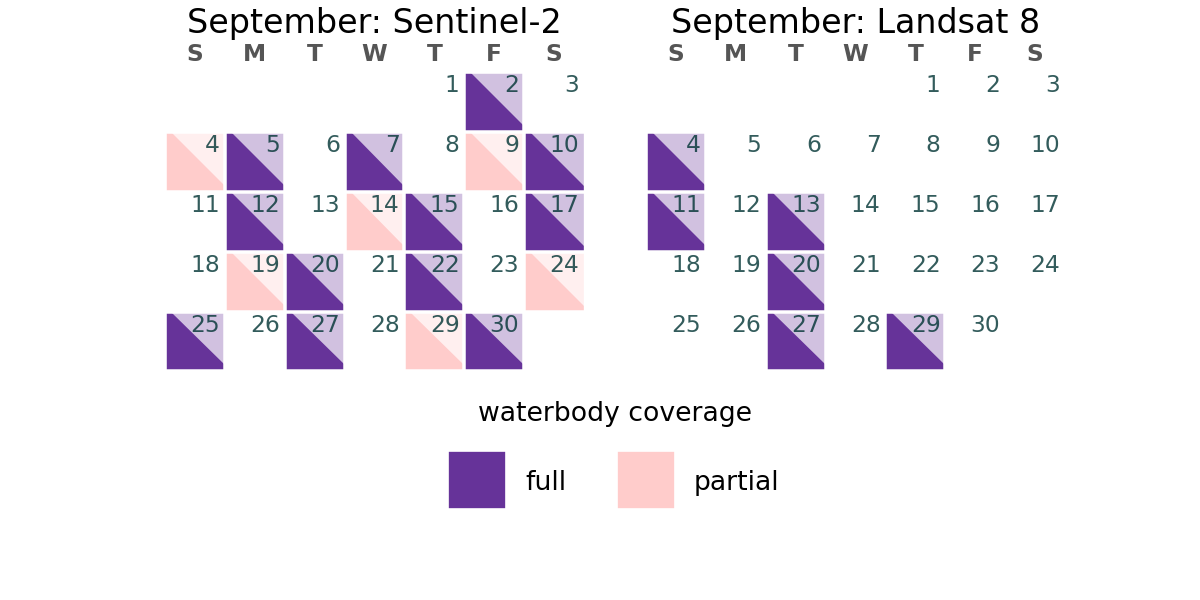 September: Sentinel-2
S M T W T F S
1 2 3
4 5 6 7 8 9 10
11 12 13 14 15 16 17
18 19 20 21 22 23 24
25 26 27 28 29 30
September: Landsat 8
S M T W T F S
1 2 3
4 5 6 7 8 9 10
11 12 13 14 15 16 17
18 19 20 21 22 23 24
25 26 27 28 29 30
waterbody coverage
full partial